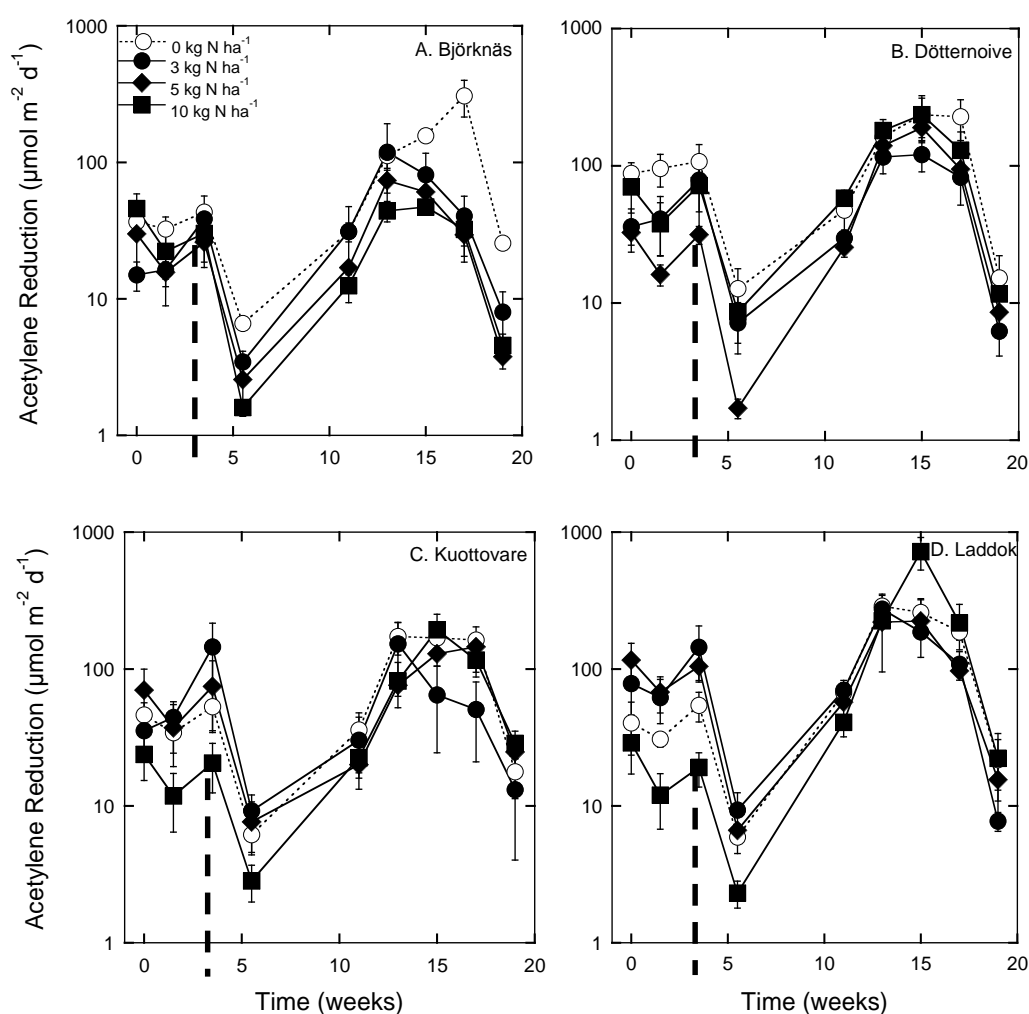 1000
100
10
1
0 kg N ha⁻¹
3 kg N ha⁻¹
5 kg N ha⁻¹
10 kg N ha⁻¹
A. Björknäs
Acetylene Reduction (µmol m⁻² d⁻¹)
0 5 10 15 20
1000
100
10
1
B. Dötternoive
0 5 10 15 20
1000
100
10
1
C. Kuottovare
Acetylene Reduction (µmol m⁻² d⁻¹)
0 5 10 15 20
Time (weeks)
1000
100
10
1
D. Laddok
0 5 10 15 20
Time (weeks)